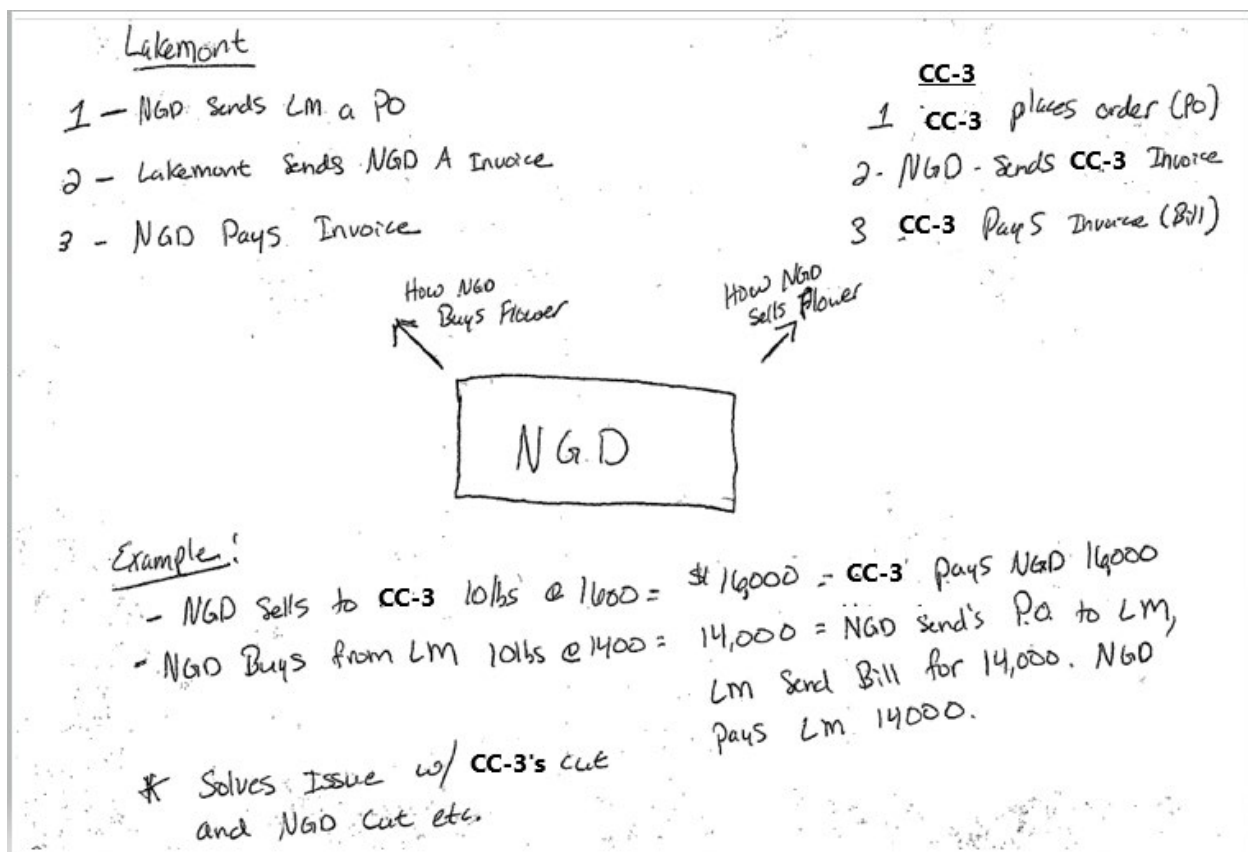 Lakemont
1 - NGD Sends LM a PO
2 - Lakemont Sends NGD A Invoice
3 - NGD Pays Invoice
CC-3
1 CC-3 places order (PO)
2 - NGD - Sends CC-3 Invoice
3 CC-3 Pays Invoice (Bill)
How NGD
Buys Flower
How NGD
Sells Flower
NGD
Example:
- NGD Sells to CC-3 10lbs @ 1600 = $16,000 = CC-3 pays NGD 16,000
- NGD Buys from LM 10lbs @ 1400 = 14,000 = NGD Send's P.O. to LM,
LM Send Bill for 14,000. NGD
Pays LM 14000.
* Solves Issue w/ CC-3's cut
and NGD Cut etc.